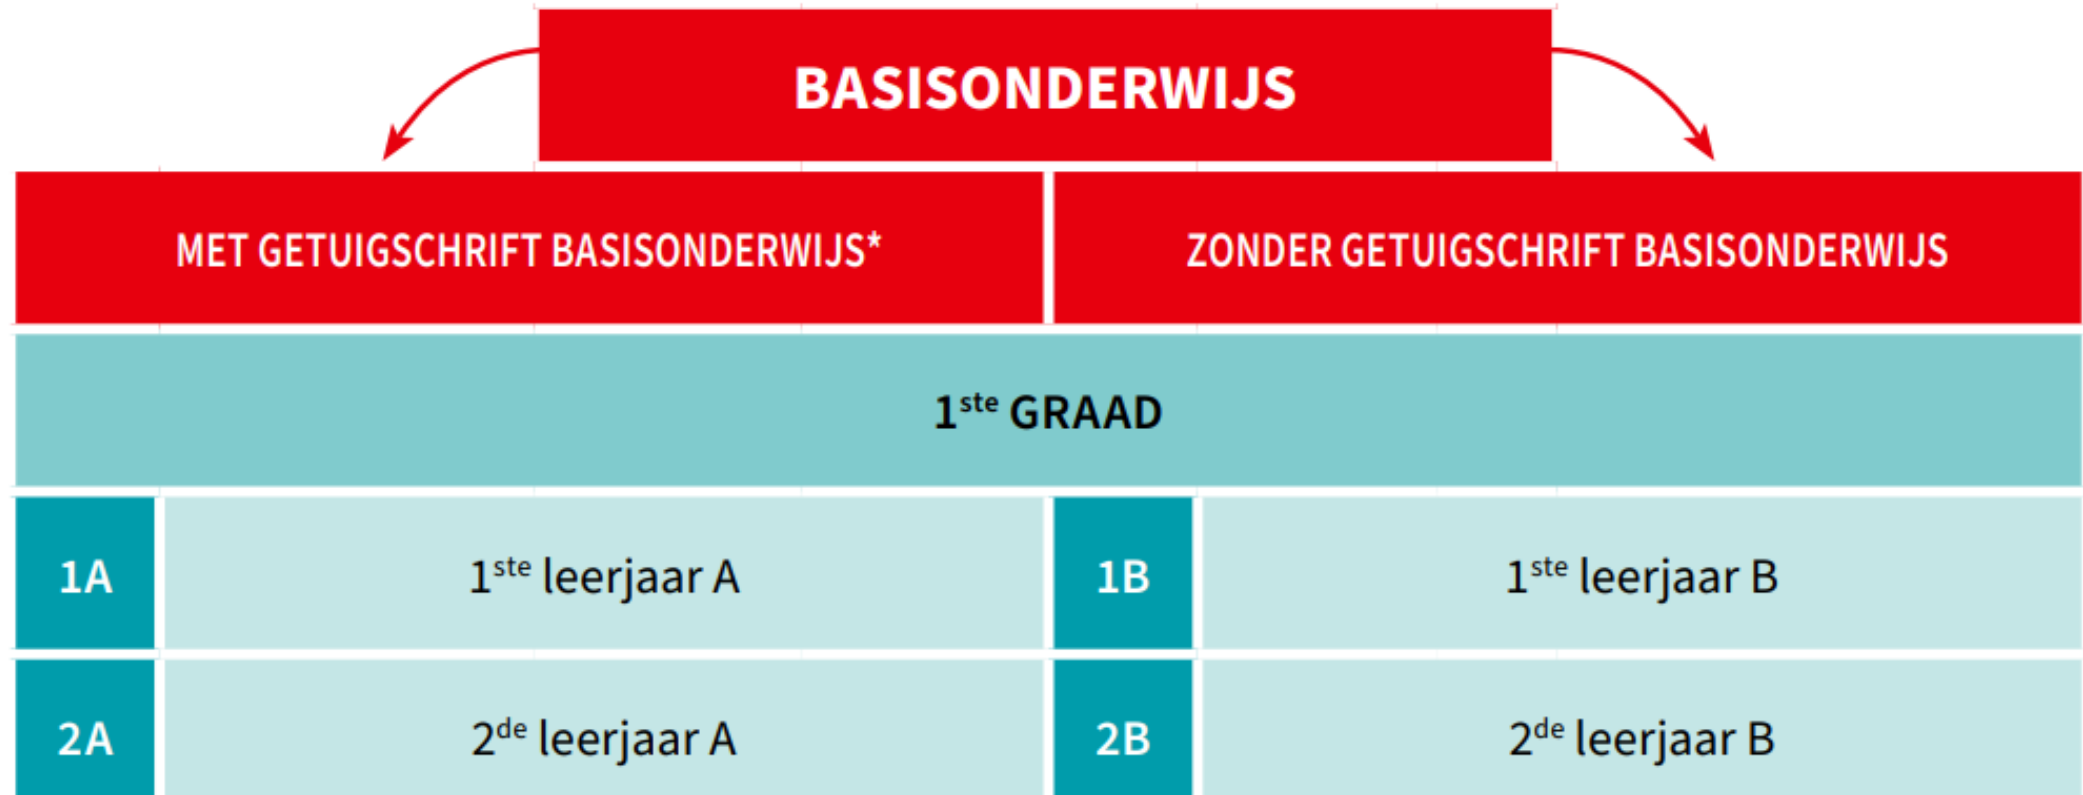 BASISONDERWIJS
MET GETUIGSCHRIFT BASISONDERWIJS*
ZONDER GETUIGSCHRIFT BASISONDERWIJS
1ste GRAAD
1A
1ste leerjaar A
1B
1ste leerjaar B
2A
2de leerjaar A
2B
2de leerjaar B